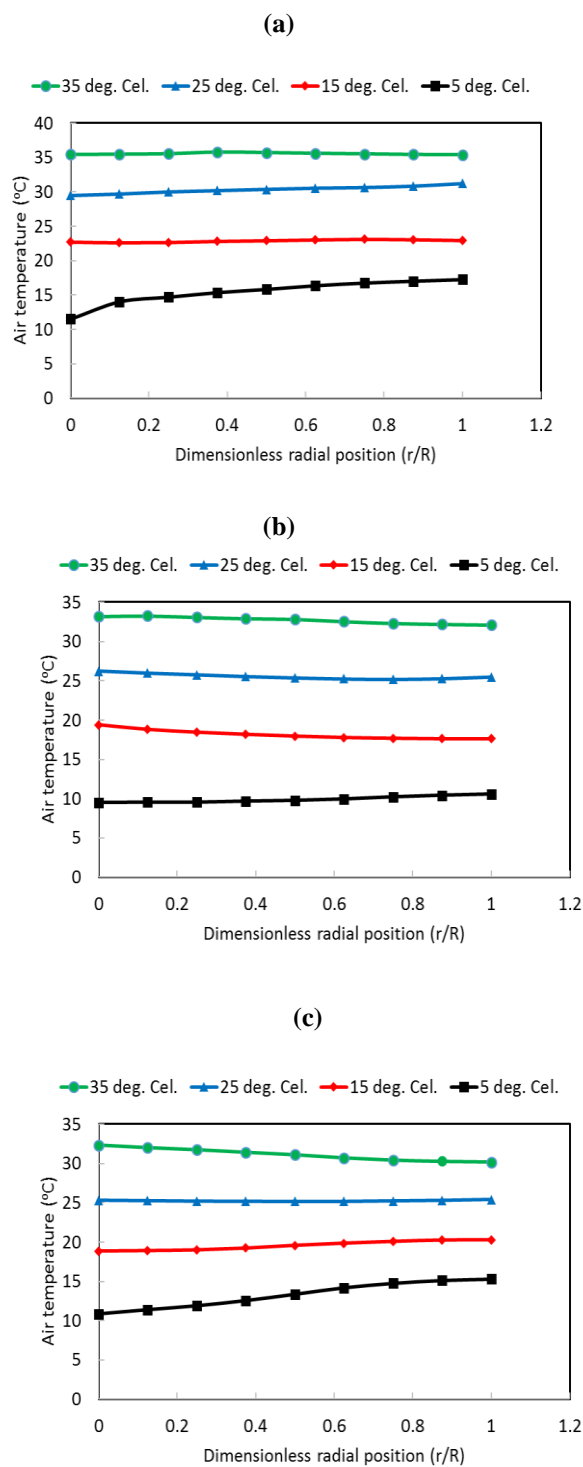 (a)
35 deg. Cel. 25 deg. Cel. 15 deg. Cel. 5 deg. Cel.
40
35
30
25
20
15
10
5
0
Air temperature (°C)
0 0.2 0.4 0.6 0.8 1 1.2
Dimensionless radial position (r/R)
(b)
35 deg. Cel. 25 deg. Cel. 15 deg. Cel. 5 deg. Cel.
35
30
25
20
15
10
5
0
Air temperature (°C)
0 0.2 0.4 0.6 0.8 1 1.2
Dimensionless radial position (r/R)
(c)
35 deg. Cel. 25 deg. Cel. 15 deg. Cel. 5 deg. Cel.
35
30
25
20
15
10
5
0
Air temperature (°C)
0 0.2 0.4 0.6 0.8 1 1.2
Dimensionless radial position (r/R)